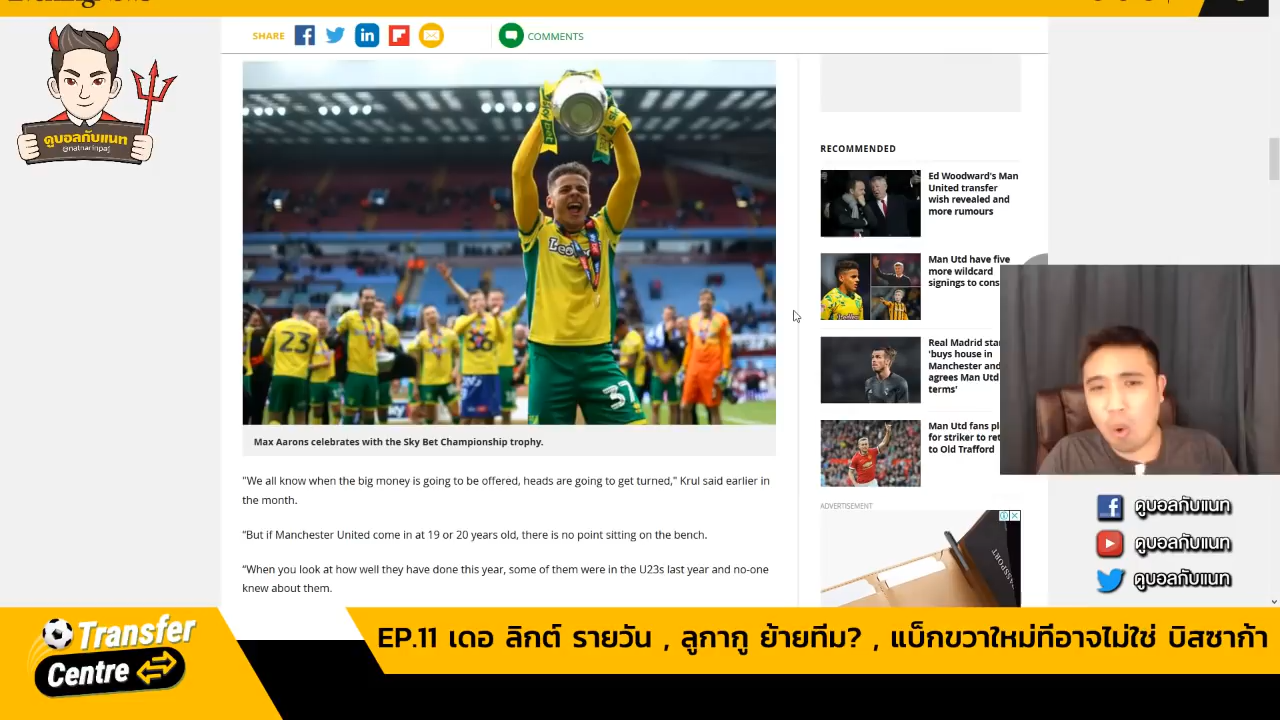 SHARE
COMMENTS
ดูบอลกับแนท
@natnarinpaj
Max Aarons celebrates with the Sky Bet Championship trophy.
"We all know when the big money is going to be offered, heads are going to get turned," Krul said earlier in
the month.
“But if Manchester United come in at 19 or 20 years old, there is no point sitting on the bench.
“When you look at how well they have done this year, some of them were in the U23s last year and no-one
knew about them.
RECOMMENDED
Ed Woodward’s Man
United transfer
wish revealed and
more rumours
Man Utd have five
more wildcard
signings to cons
Real Madrid sta
'buys house in
Manchester and
agrees Man Utd
terms'
Man Utd fans pl
for striker to ret
to Old Trafford
ADVERTISEMENT
PASSPORT
23
36
37
ดูบอลกับแนท
ดูบอลกับแนท
ดูบอลกับแนท
Transfer
Centre
EP.11 เดอ ลิกต์ รายวัน , ลูกากู ย้ายทีม? , แบ็กขวาใหม่ที่อาจไม่ใช่ บิสซาก้า